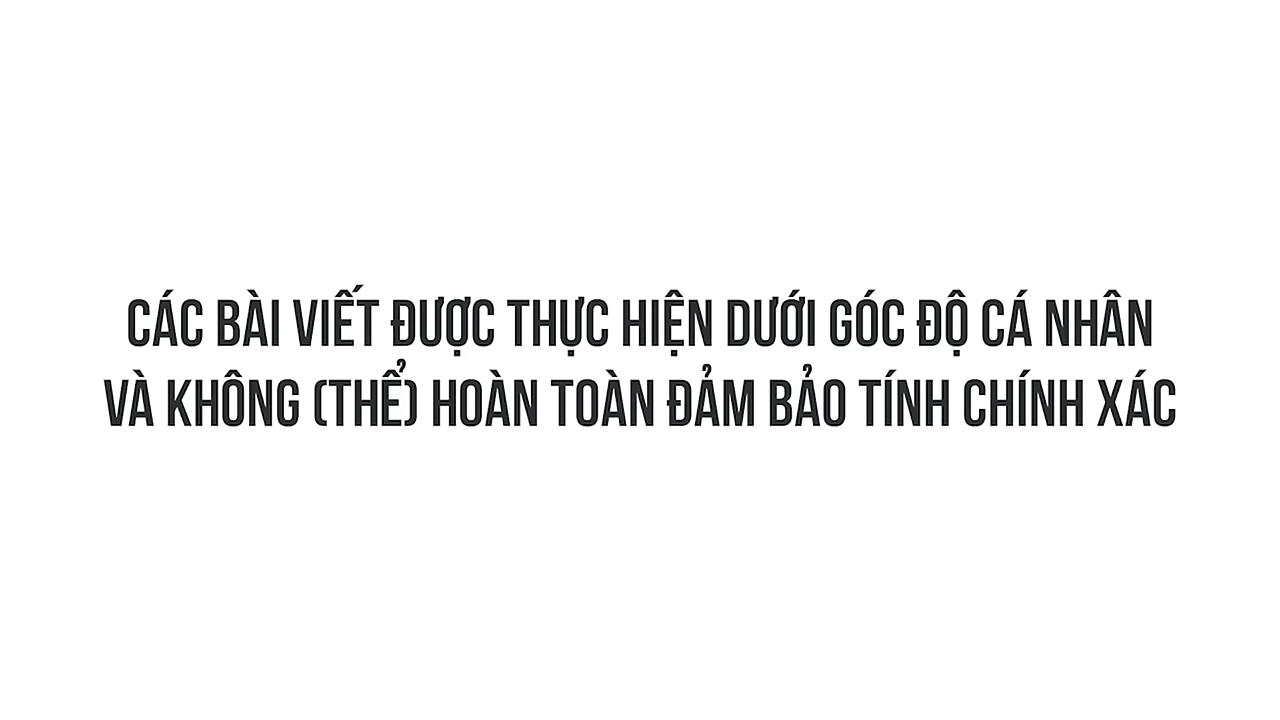 CÁC BÀI VIẾT ĐƯỢC THỰC HIỆN DƯỚI GÓC ĐỘ CÁ NHÂN
VÀ KHÔNG (THỂ) HOÀN TOÀN ĐẢM BẢO TÍNH CHÍNH XÁC